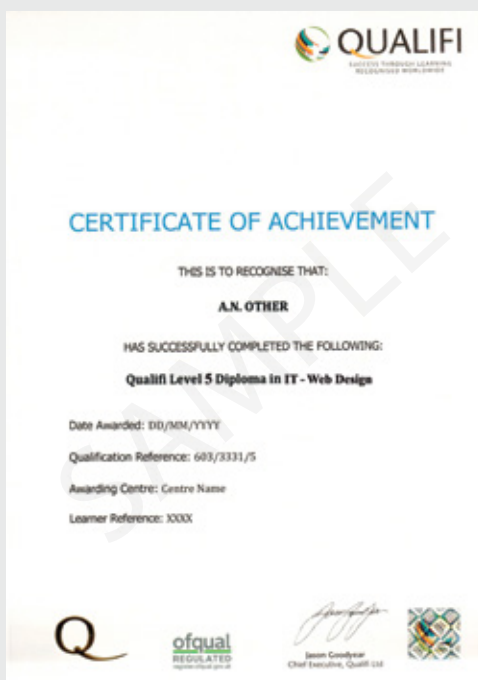 QUALIFI
SUCCESS THROUGH LEARNING
RECOGNISED WORLDWIDE
CERTIFICATE OF ACHIEVEMENT
THIS IS TO RECOGNISE THAT:
A.N. OTHER
HAS SUCCESSFULLY COMPLETED THE FOLLOWING:
Qualifi Level 5 Diploma in IT - Web Design
Date Awarded: DD/MM/YYYY
Qualification Reference: 603/3331/5
Awarding Centre: Centre Name
Learner Reference: XXXX
SAMPLE
Q
ofqual
REGULATED
Jason Goodyear
Chief Executive, Qualifi Ltd